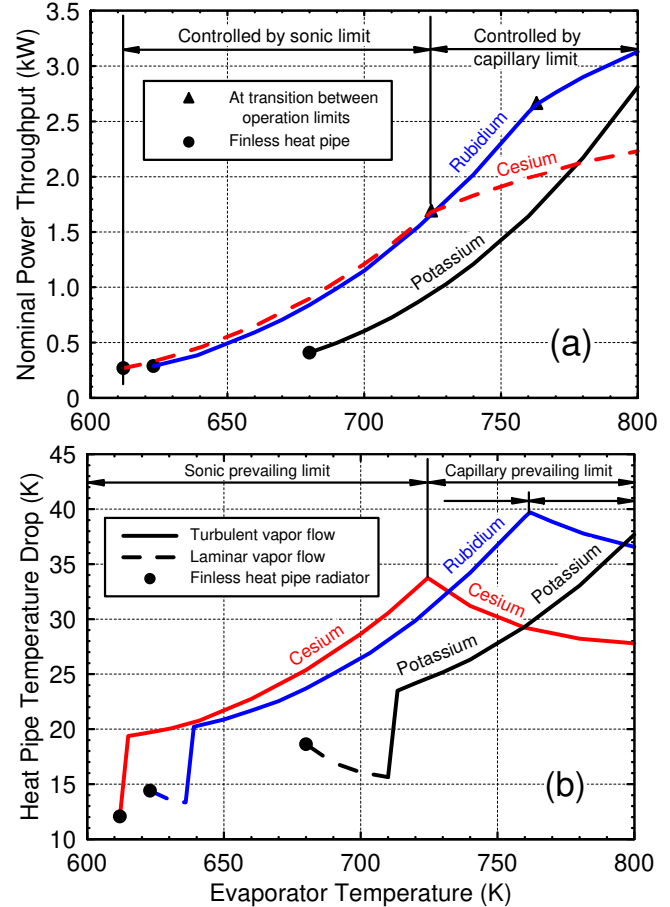 Controlled by sonic limit
Controlled by
capillary limit
At transition between
operation limits
Finless heat pipe
Rubidium
Cesium
Potassium
(a)
Nominal Power Throughput (kW)
3.5
3.0
2.5
2.0
1.5
1.0
0.5
0
600
650
700
750
800
Sonic prevailing limit
Capillary prevailing limit
Turbulent vapor flow
Laminar vapor flow
Finless heat pipe radiator
Cesium
Rubidium
Potassium
Potassium
Cesium
(b)
Heat Pipe Temperature Drop (K)
45
40
35
30
25
20
15
10
600
650
700
750
800
Evaporator Temperature (K)